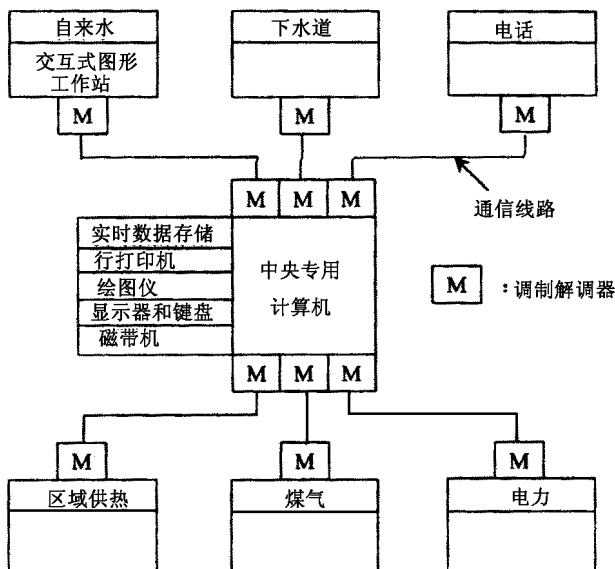 自来水
交互式图形
工作站
M
下水道
M
电话
M
M
M
M
通信线路
实时数据存储
行打印机
绘图仪
显示器和键盘
磁带机
中央专用
计算机
M
:调制解调器
M
M
M
M
区域供热
M
煤气
M
电力